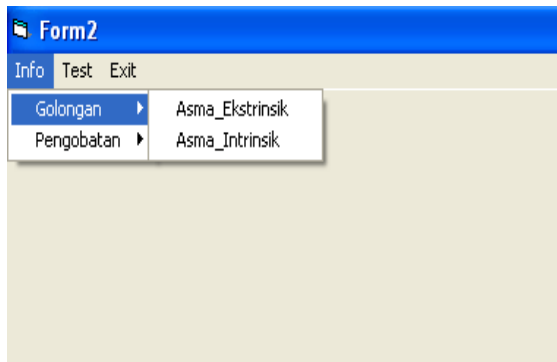 Form2
Info Test Exit
Golongan Asma_Ekstrinsik
Pengobatan Asma_Intrinsik